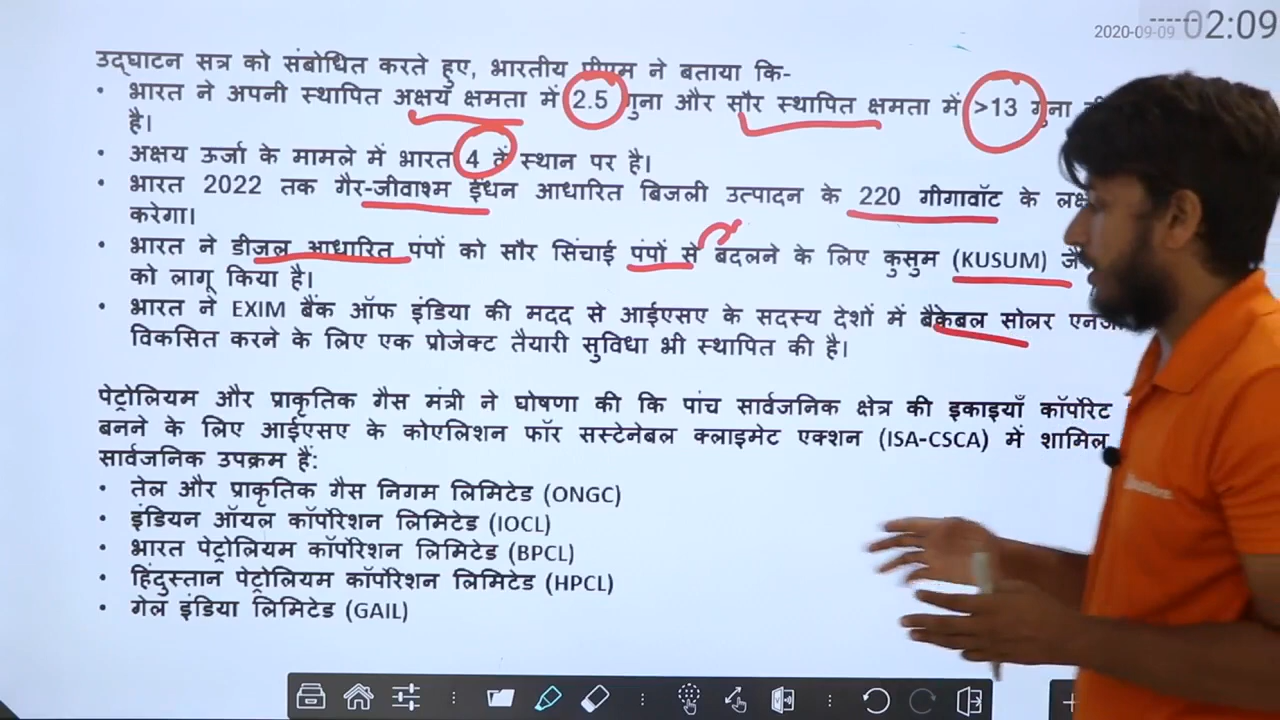 2020-09-09 02:09
उद्घाटन सत्र को संबोधित करते हुए, भारतीय पीएम ने बताया कि-
• भारत ने अपनी स्थापित अक्षय क्षमता में 2.5 गुना और सौर स्थापित क्षमता में >13 गुना
है।
• अक्षय ऊर्जा के मामले में भारत 4 वें स्थान पर है।
• भारत 2022 तक गैर-जीवाश्म ईंधन आधारित बिजली उत्पादन के 220 गीगावॉट के
करेगा।
• भारत ने डीजल आधारित पंपों को सौर सिंचाई पंपों से बदलने के लिए कुसुम (KUSUM)
को लागू किया है।
• भारत ने EXIM बैंक ऑफ इंडिया की मदद से आईएसए के सदस्य देशों में बैंकेबल सोलर
विकसित करने के लिए एक प्रोजेक्ट तैयारी सुविधा भी स्थापित की है।
पेट्रोलियम और प्राकृतिक गैस मंत्री ने घोषणा की कि पांच सार्वजनिक क्षेत्र की इकाइयाँ कॉर्पोरेट
बनने के लिए आईएसए के कोएलिशन फॉर सस्टेनेबल क्लाइमेट एक्शन (ISA-CSCA) में शामिल
सार्वजनिक उपक्रम हैं:
• तेल और प्राकृतिक गैस निगम लिमिटेड (ONGC)
• इंडियन ऑयल कॉर्पोरेशन लिमिटेड (IOCL)
• भारत पेट्रोलियम कॉर्पोरेशन लिमिटेड (BPCL)
• हिंदुस्तान पेट्रोलियम कॉर्पोरेशन लिमिटेड (HPCL)
• गेल इंडिया लिमिटेड (GAIL)